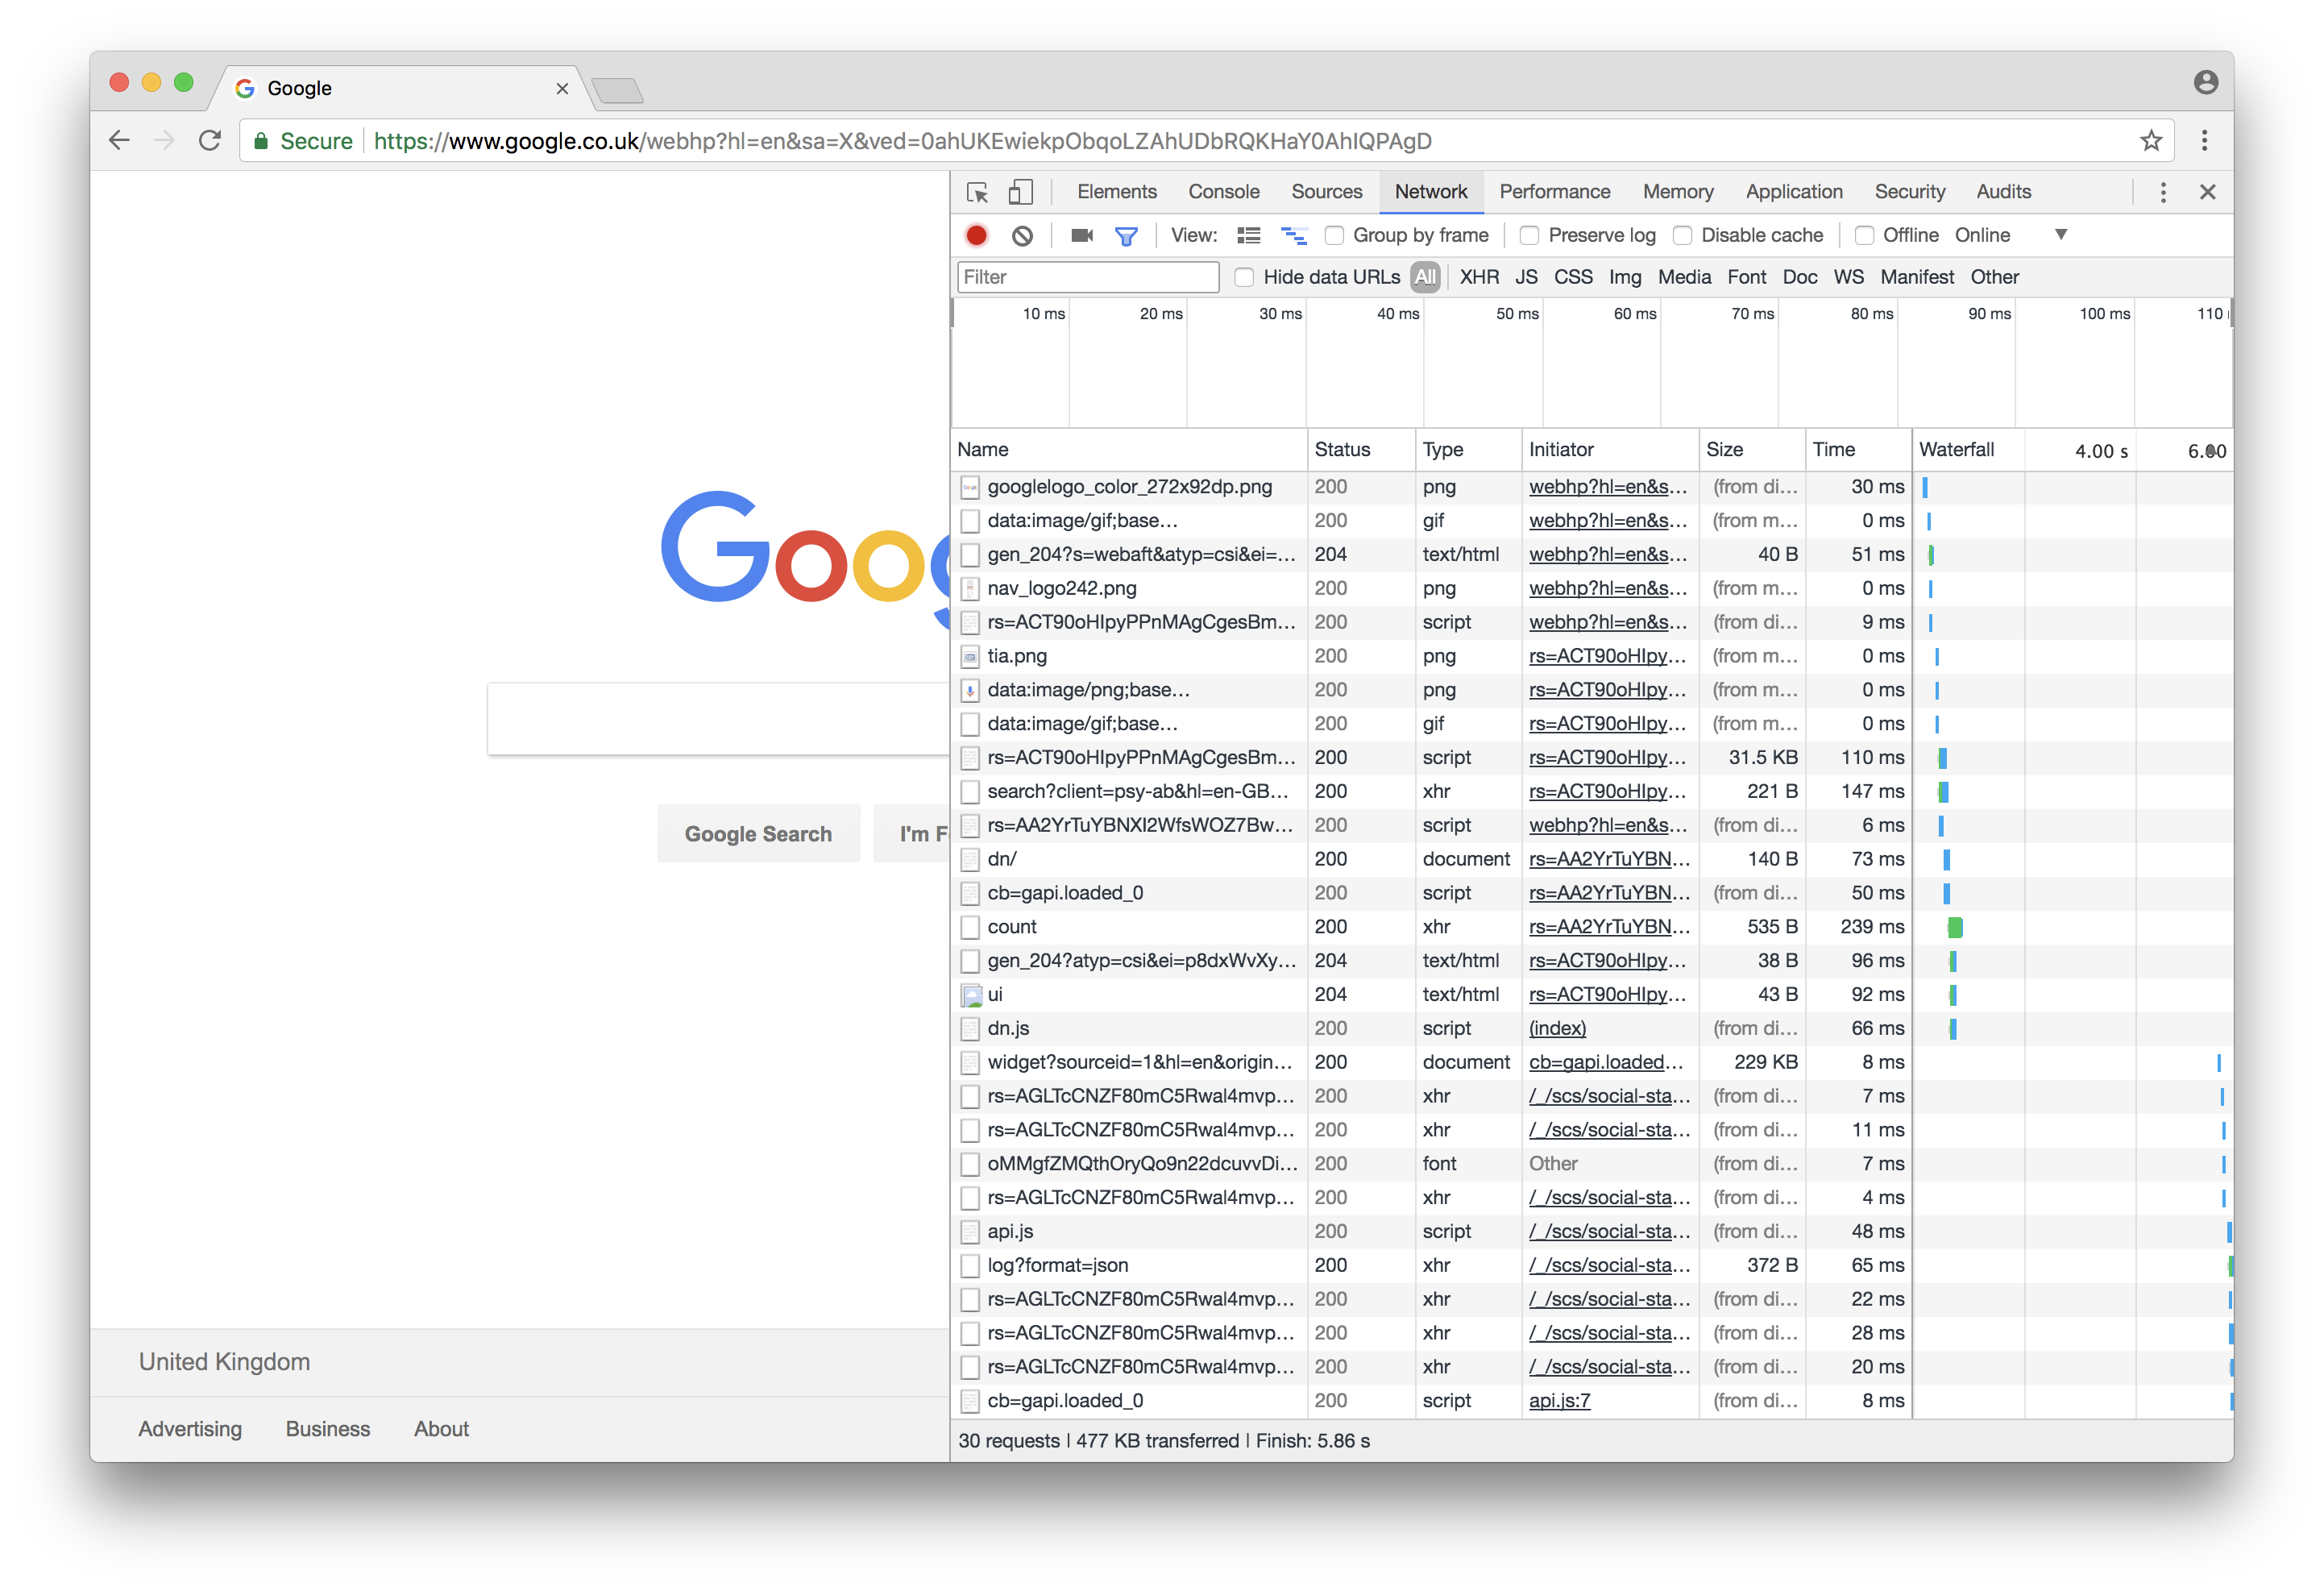 Google
Secure https://www.google.co.uk/webhp?hl=en&sa=X&ved=0ahUKEwiekpObqoLZAhUDbRQKHaY0AhIQPAgD
Goog
Google Search I'm F
United Kingdom
Advertising Business About
Elements Console Sources Network Performance Memory Application Security Audits
View: Group by frame Preserve log Disable cache Offline Online
Filter Hide data URLs All XHR JS CSS Img Media Font Doc WS Manifest Other
10 ms 20 ms 30 ms 40 ms 50 ms 60 ms 70 ms 80 ms 90 ms 100 ms 110
Name Status Type Initiator Size Time Waterfall 4.00 s 6.00
googlelogo_color_272x92dp.png 200 png webhp?hl=en&s… (from di… 30 ms
data:image/gif;base… 200 gif webhp?hl=en&s… (from m… 0 ms
gen_204?s=webaft&atyp=csi&ei=… 204 text/html webhp?hl=en&s… 40 B 51 ms
nav_logo242.png 200 png webhp?hl=en&s… (from m… 0 ms
rs=ACT90oHIpyPPnMAgCgesBm… 200 script webhp?hl=en&s… (from di… 9 ms
tia.png 200 png rs=ACT90oHIpy… (from m… 0 ms
data:image/png;base… 200 png rs=ACT90oHIpy… (from m… 0 ms
data:image/gif;base… 200 gif rs=ACT90oHIpy… (from m… 0 ms
rs=ACT90oHIpyPPnMAgCgesBm… 200 script rs=ACT90oHIpy… 31.5 KB 110 ms
search?client=psy-ab&hl=en-GB… 200 xhr rs=ACT90oHIpy… 221 B 147 ms
rs=AA2YrTuYBNXI2WfsWOZ7Bw… 200 script webhp?hl=en&s… (from di… 6 ms
dn/ 200 document rs=AA2YrTuYBN… 140 B 73 ms
cb=gapi.loaded_0 200 script rs=AA2YrTuYBN… (from di… 50 ms
count 200 xhr rs=AA2YrTuYBN… 535 B 239 ms
gen_204?atyp=csi&ei=p8dxWvXy… 204 text/html rs=ACT90oHIpy… 38 B 96 ms
ui 204 text/html rs=ACT90oHIpy… 43 B 92 ms
dn.js 200 script (index) (from di… 66 ms
widget?sourceid=1&hl=en&origin… 200 document cb=gapi.loaded… 229 KB 8 ms
rs=AGLTcCNZF80mC5Rwal4mvp… 200 xhr /_/scs/social-sta… (from di… 7 ms
rs=AGLTcCNZF80mC5Rwal4mvp… 200 xhr /_/scs/social-sta… (from di… 11 ms
oMMgfZMQthOryQo9n22dcuvvDi… 200 font Other (from di… 7 ms
rs=AGLTcCNZF80mC5Rwal4mvp… 200 xhr /_/scs/social-sta… (from di… 4 ms
api.js 200 script /_/scs/social-sta… (from di… 48 ms
log?format=json 200 xhr /_/scs/social-sta… 372 B 65 ms
rs=AGLTcCNZF80mC5Rwal4mvp… 200 xhr /_/scs/social-sta… (from di… 22 ms
rs=AGLTcCNZF80mC5Rwal4mvp… 200 xhr /_/scs/social-sta… (from di… 28 ms
rs=AGLTcCNZF80mC5Rwal4mvp… 200 xhr /_/scs/social-sta… (from di… 20 ms
cb=gapi.loaded_0 200 script api.js:7 (from di… 8 ms
30 requests | 477 KB transferred | Finish: 5.86 s